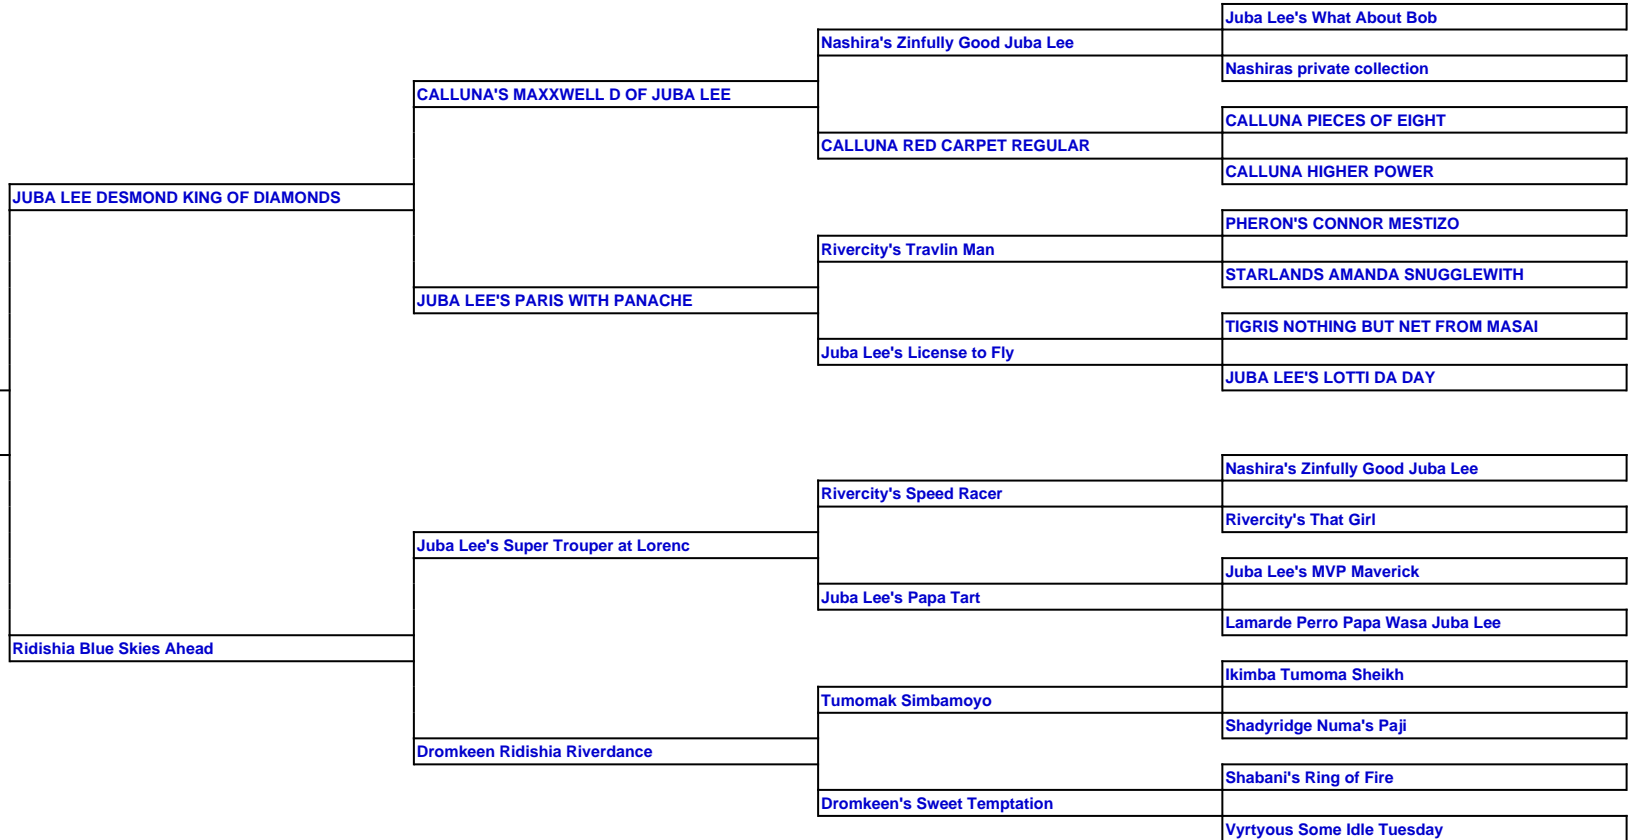 Juba Lee's What About Bob
Nashira's Zinfully Good Juba Lee
Nashiras private collection
CALLUNA'S MAXXWELL D OF JUBA LEE
CALLUNA PIECES OF EIGHT
CALLUNA RED CARPET REGULAR
CALLUNA HIGHER POWER
JUBA LEE DESMOND KING OF DIAMONDS
PHERON'S CONNOR MESTIZO
Rivercity's Travlin Man
STARLANDS AMANDA SNUGGLEWITH
JUBA LEE'S PARIS WITH PANACHE
TIGRIS NOTHING BUT NET FROM MASAI
Juba Lee's License to Fly
JUBA LEE'S LOTTI DA DAY
Nashira's Zinfully Good Juba Lee
Rivercity's Speed Racer
Rivercity's That Girl
Juba Lee's Super Trouper at Lorenc
Juba Lee's MVP Maverick
Juba Lee's Papa Tart
Lamarde Perro Papa Wasa Juba Lee
Ridishia Blue Skies Ahead
Ikimba Tumoma Sheikh
Tumomak Simbamoyo
Shadyridge Numa's Paji
Dromkeen Ridishia Riverdance
Shabani's Ring of Fire
Dromkeen's Sweet Temptation
Vyrtyous Some Idle Tuesday